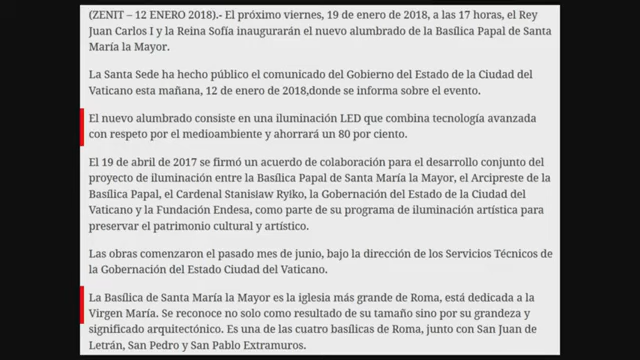 (ZENIT – 12 ENERO 2018).- El próximo viernes, 19 de enero de 2018, a las 17 horas, el Rey
Juan Carlos I y la Reina Sofía inaugurarán el nuevo alumbrado de la Basílica Papal de Santa
María la Mayor.
La Santa Sede ha hecho público el comunicado del Gobierno del Estado de la Ciudad del
Vaticano esta mañana, 12 de enero de 2018,donde se informa sobre el evento.
El nuevo alumbrado consiste en una iluminación LED que combina tecnología avanzada
con respeto por el medioambiente y ahorrará un 80 por ciento.
El 19 de abril de 2017 se firmó un acuerdo de colaboración para el desarrollo conjunto del
proyecto de iluminación entre la Basílica Papal de Santa María la Mayor, el Arcipreste de la
Basílica Papal, el Cardenal Stanisław Ryiko, la Gobernación del Estado de la Ciudad del
Vaticano y la Fundación Endesa, como parte de su programa de iluminación artística para
preservar el patrimonio cultural y artístico.
Las obras comenzaron el pasado mes de junio, bajo la dirección de los Servicios Técnicos de
la Gobernación del Estado Ciudad del Vaticano.
La Basílica de Santa María la Mayor es la iglesia más grande de Roma, está dedicada a la
Virgen María. Se reconoce no solo como resultado de su tamaño sino por su grandeza y
significado arquitectónico. Es una de las cuatro basílicas de Roma, junto con San Juan de
Letrán, San Pedro y San Pablo Extramuros.